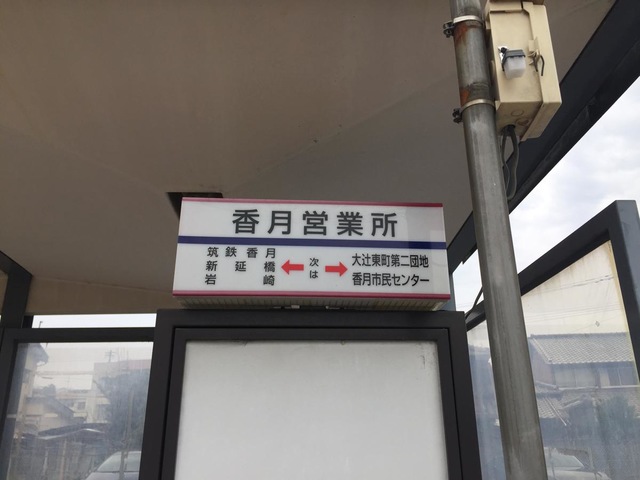 香月営業所
筑鉄香月
新延橋
岩崎
次は
大辻東町第二団地
香月市民センター